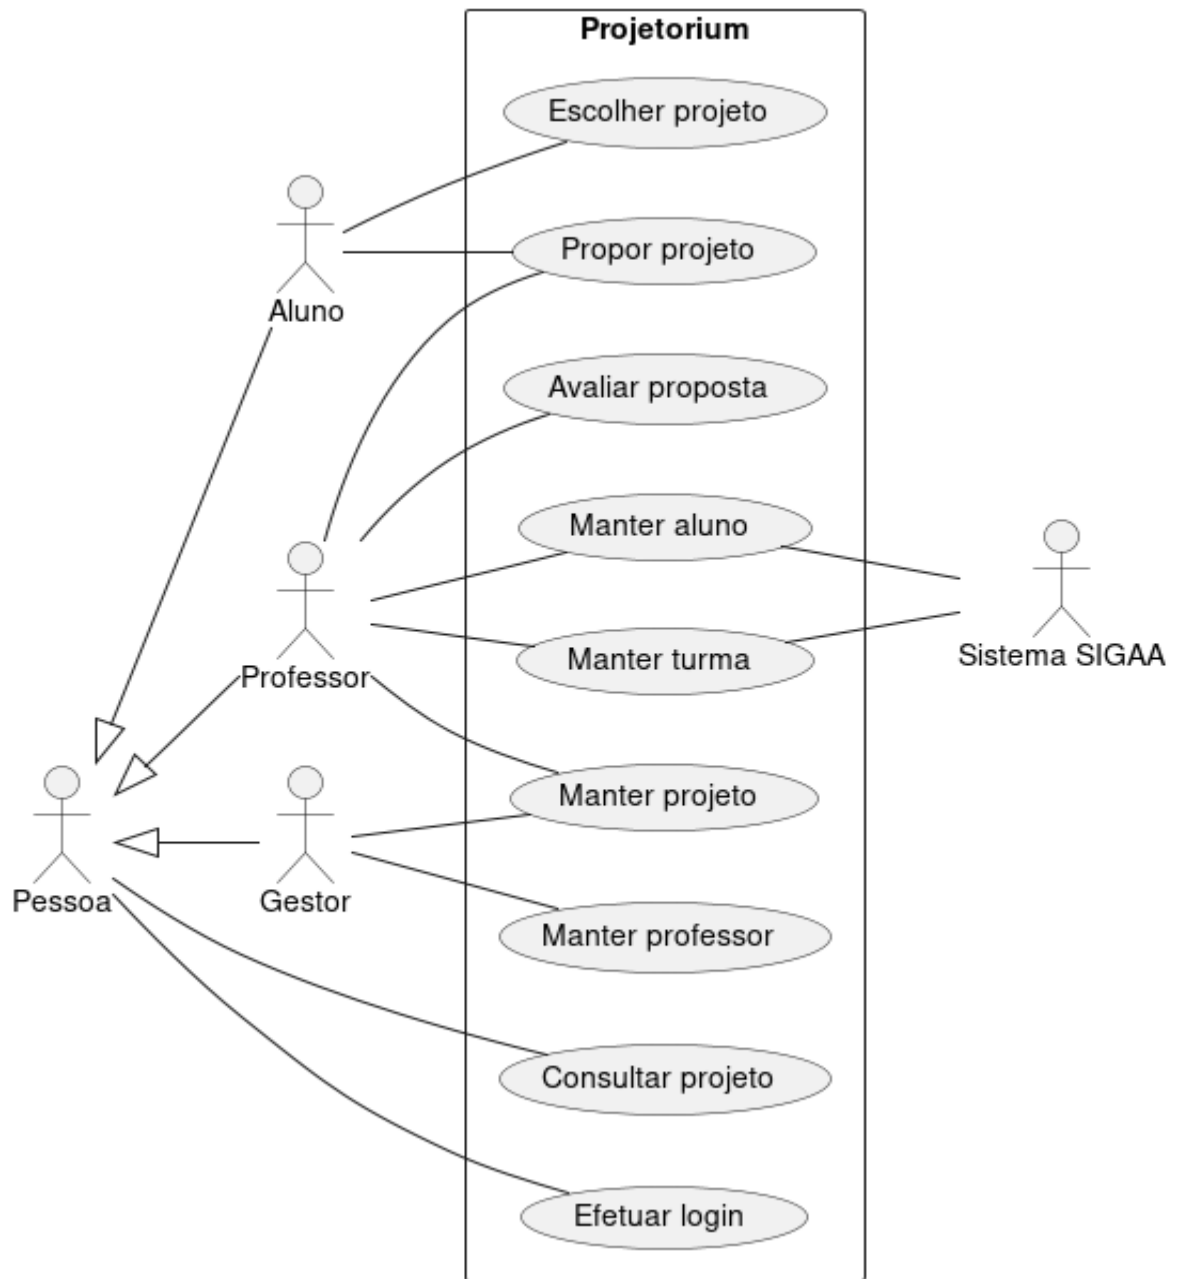 Projetorium
Escolher projeto
Propor projeto
Aluno
Avaliar proposta
Manter aluno
Manter turma
Sistema SIGAA
Professor
Manter projeto
Pessoa
Gestor
Manter professor
Consultar projeto
Efetuar login